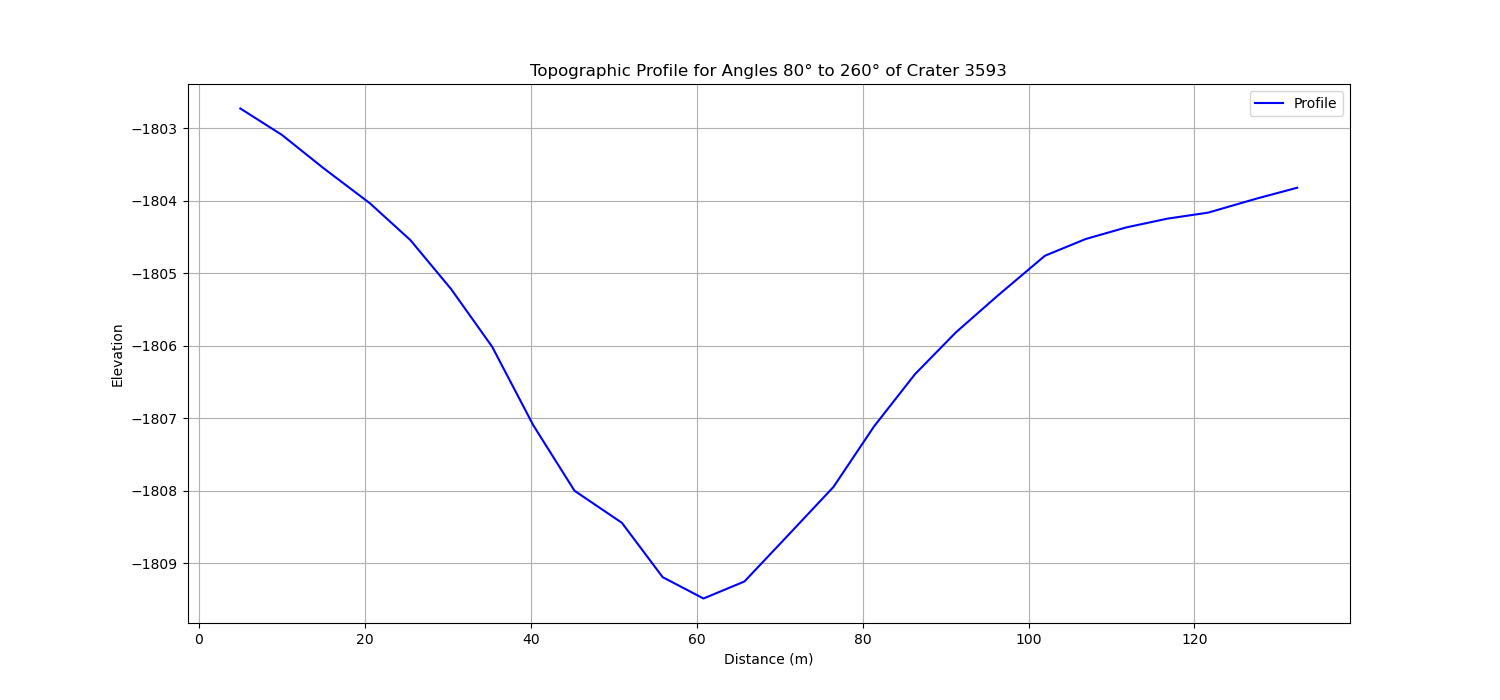 Topographic Profile for Angles 80° to 260° of Crater 3593
Profile
−1803
−1804
−1805
−1806
−1807
−1808
−1809
Elevation
0 20 40 60 80 100 120
Distance (m)